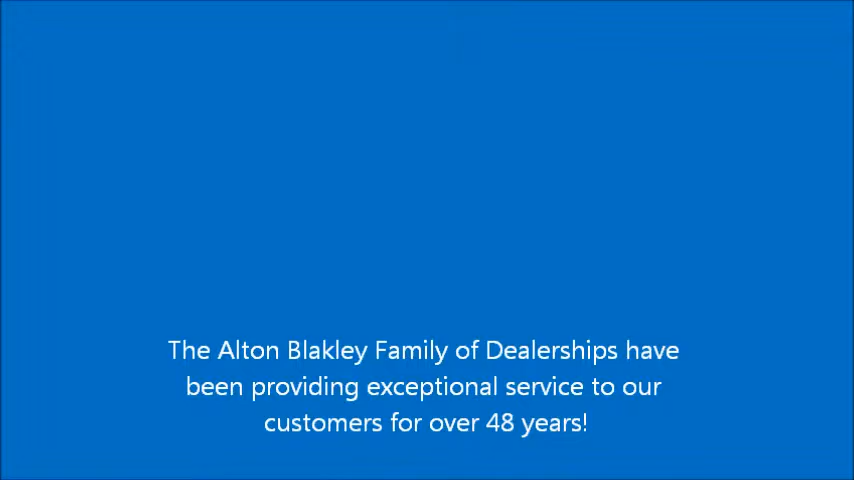 The Alton Blakley Family of Dealerships have
been providing exceptional service to our
customers for over 48 years!